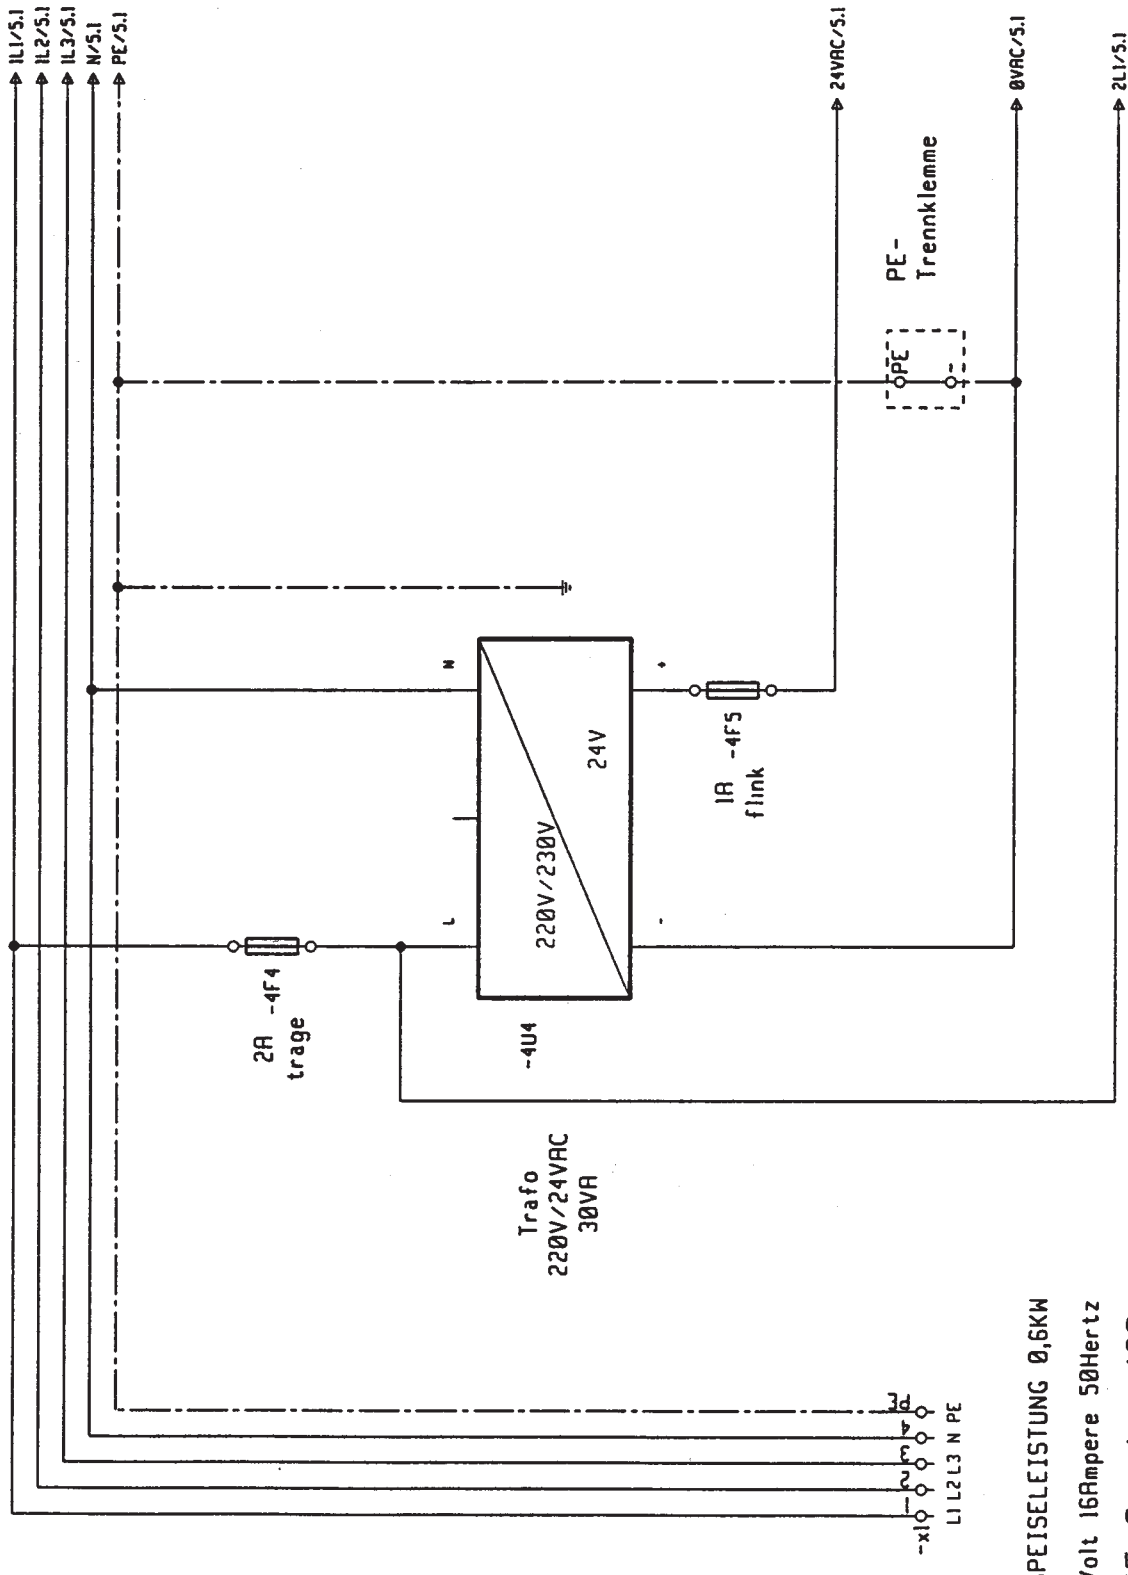 1L1/5.1
1L2/5.1
1L3/5.1
N/5.1
PE/5.1
24VAC/5.1
0VAC/5.1
2L1/5.1
PE-
Trennklemme
PE
N
+
24V
220V/230V
L
-
1A -4F5
flink
2A -4F4
trage
-4U4
Trafo
220V/24VAC
30VA
-x1
1 2 3 4 PE
L1 L2 L3 N PE
PEISELEISTUNG 0,6KW
Volt 16Ampere 50Hertz